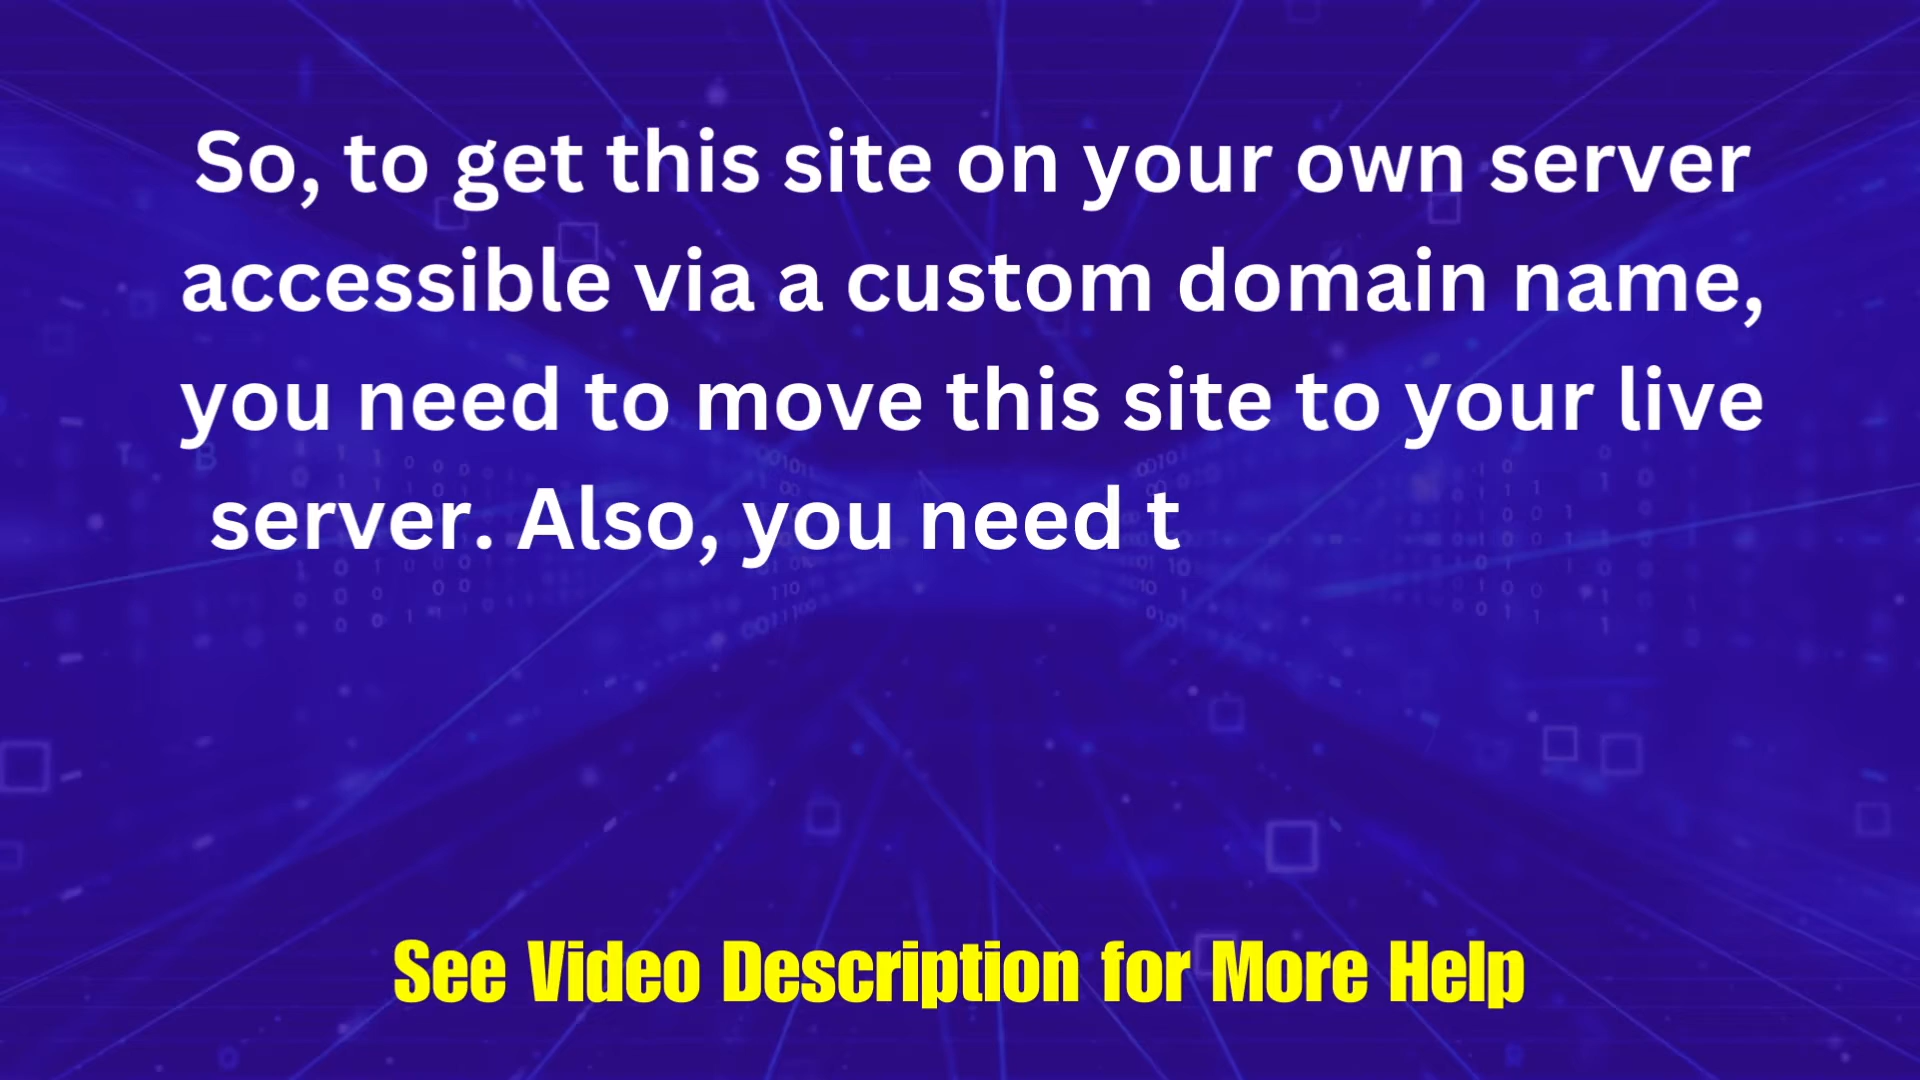 So, to get this site on your own server
accessible via a custom domain name,
you need to move this site to your live
server. Also, you need t
See Video Description for More Help